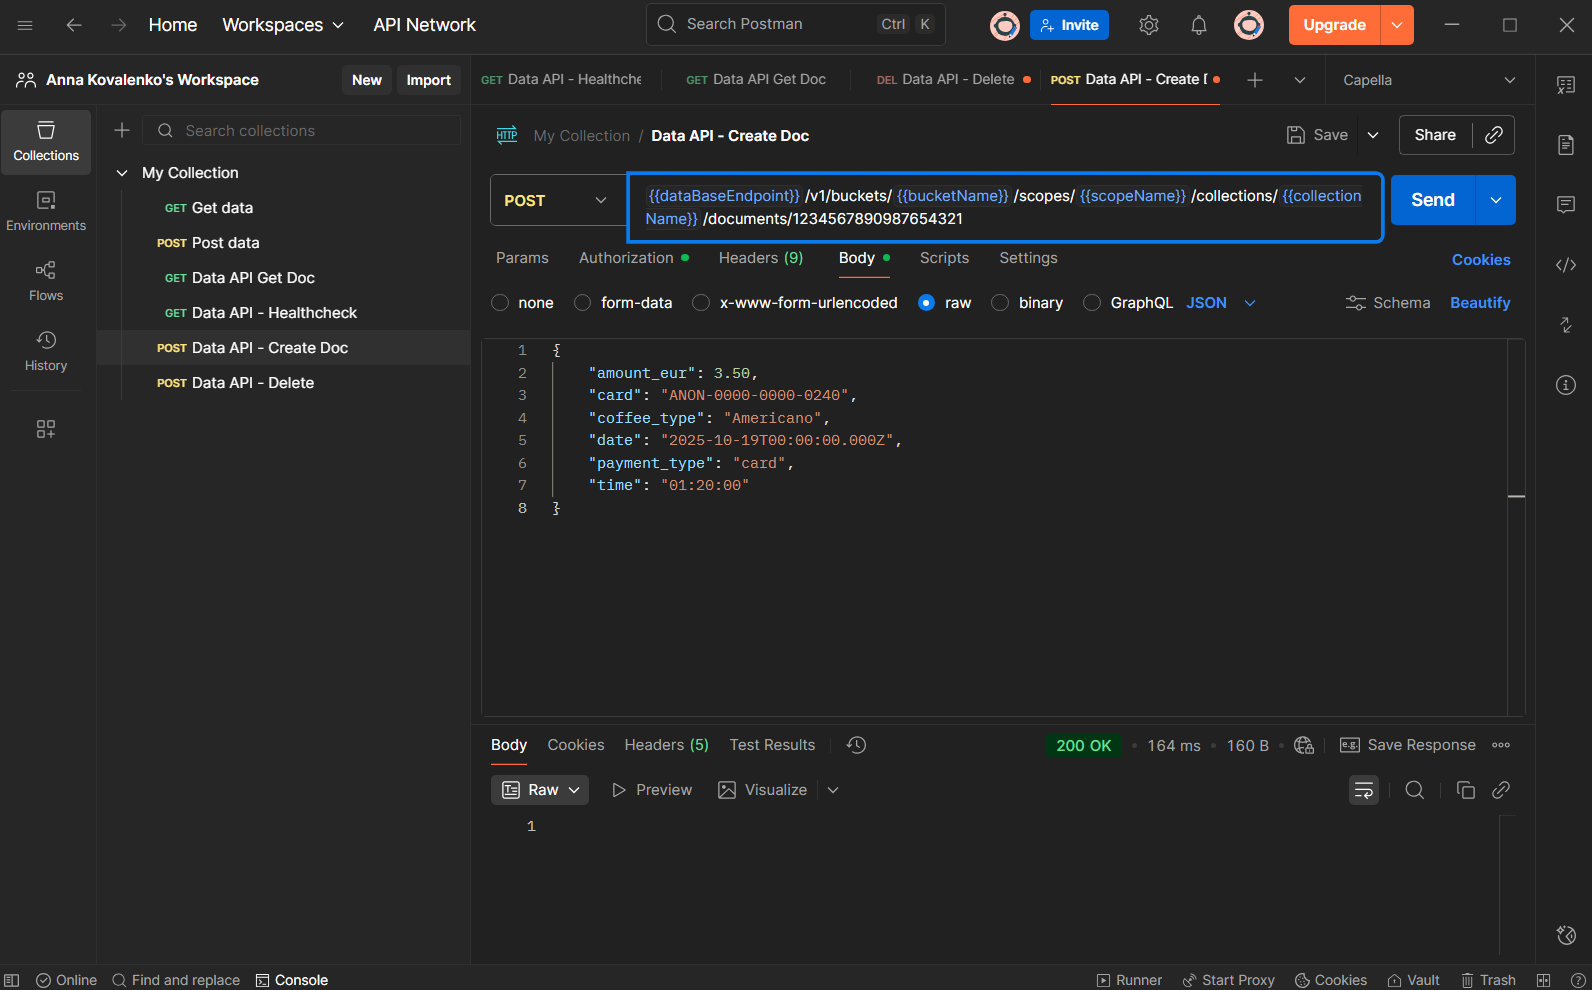 Home Workspaces API Network Search Postman Ctrl K Invite Upgrade
Anna Kovalenko's Workspace New Import
GET Data API - Healthche GET Data API Get Doc DEL Data API - Delete POST Data API - Create Capella
Collections
Environments
Flows
History
Search collections
My Collection
GET Get data
POST Post data
GET Data API Get Doc
GET Data API - Healthcheck
POST Data API - Create Doc
POST Data API - Delete
HTTP My Collection / Data API - Create Doc Save Share
POST {{dataBaseEndpoint}} /v1/buckets/ {{bucketName}} /scopes/ {{scopeName}} /collections/ {{collection
Name}} /documents/1234567890987654321
Send
Params Authorization Headers (9) Body Scripts Settings Cookies
none form-data x-www-form-urlencoded raw binary GraphQL JSON Schema Beautify
1 {
2 "amount_eur": 3.50,
3 "card": "ANON-0000-0000-0240",
4 "coffee_type": "Americano",
5 "date": "2025-10-19T00:00:00.000Z",
6 "payment_type": "card",
7 "time": "01:20:00"
8 }
Body Cookies Headers (5) Test Results 200 OK 164 ms 160 B e.g. Save Response
Raw Preview Visualize
1
Online Find and replace Console Runner Start Proxy Cookies Vault Trash